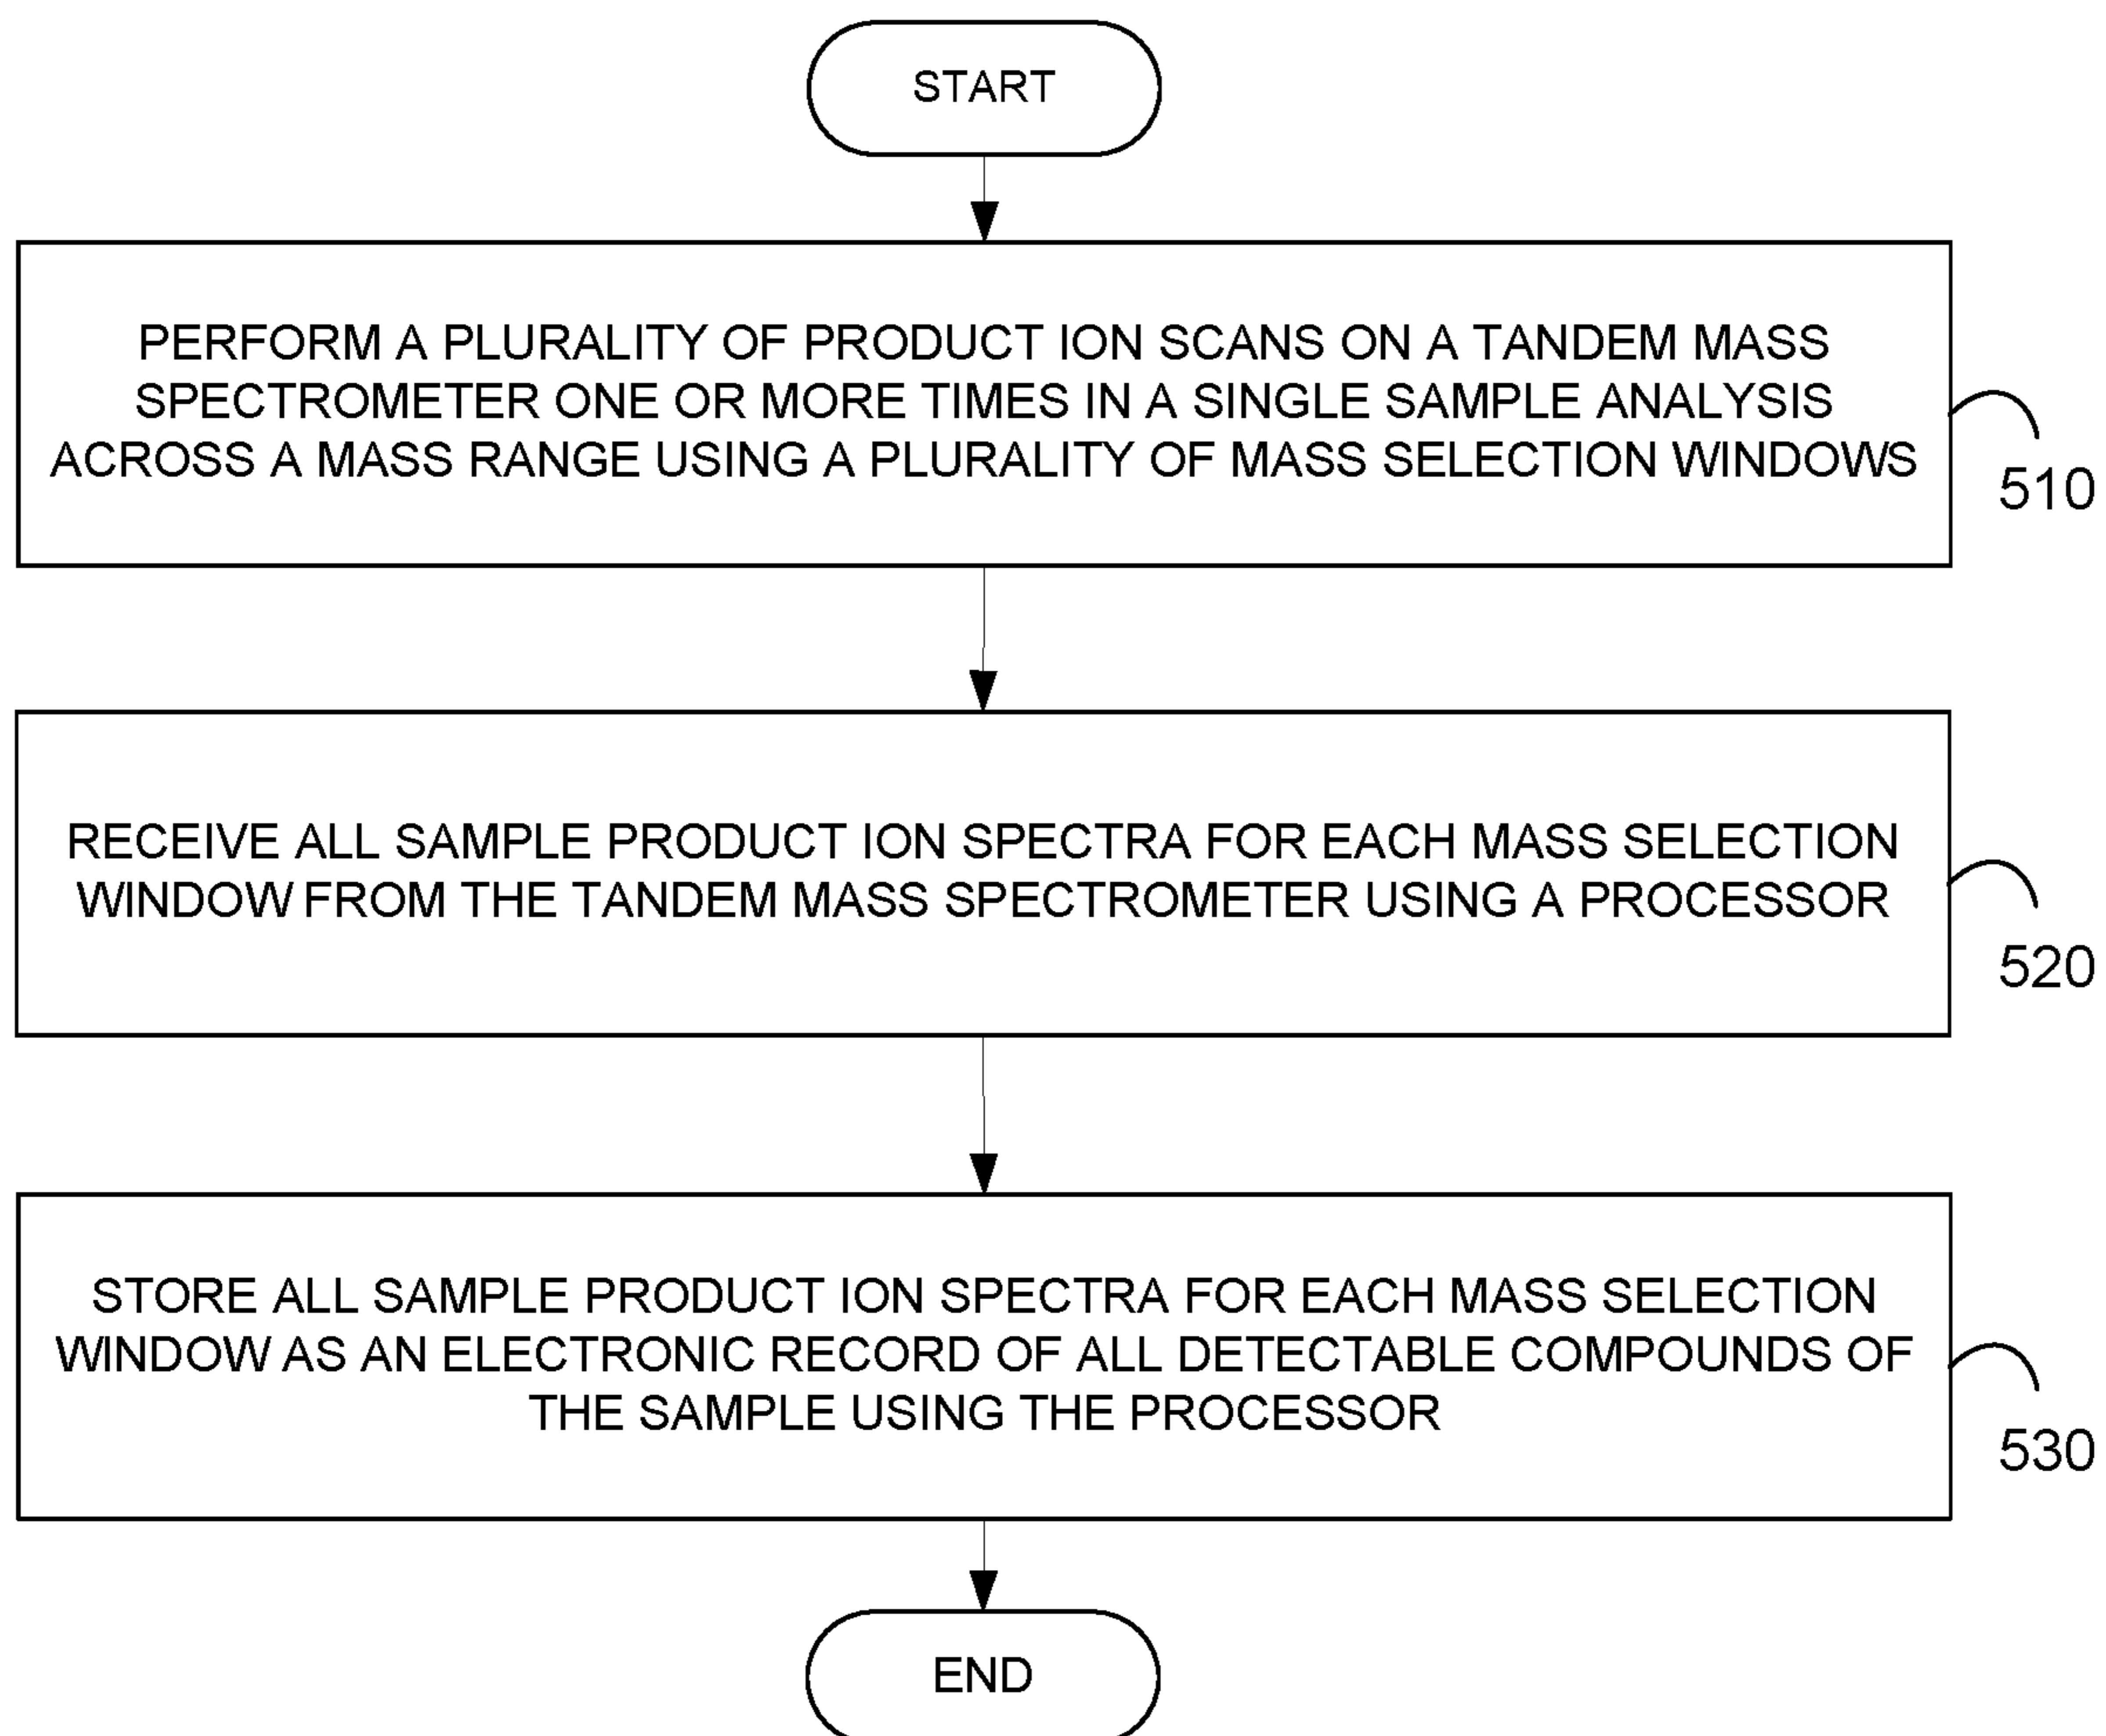 START
PERFORM A PLURALITY OF PRODUCT ION SCANS ON A TANDEM MASS
SPECTROMETER ONE OR MORE TIMES IN A SINGLE SAMPLE ANALYSIS
ACROSS A MASS RANGE USING A PLURALITY OF MASS SELECTION WINDOWS
510
RECEIVE ALL SAMPLE PRODUCT ION SPECTRA FOR EACH MASS SELECTION
WINDOW FROM THE TANDEM MASS SPECTROMETER USING A PROCESSOR
520
STORE ALL SAMPLE PRODUCT ION SPECTRA FOR EACH MASS SELECTION
WINDOW AS AN ELECTRONIC RECORD OF ALL DETECTABLE COMPOUNDS OF
THE SAMPLE USING THE PROCESSOR
530
END